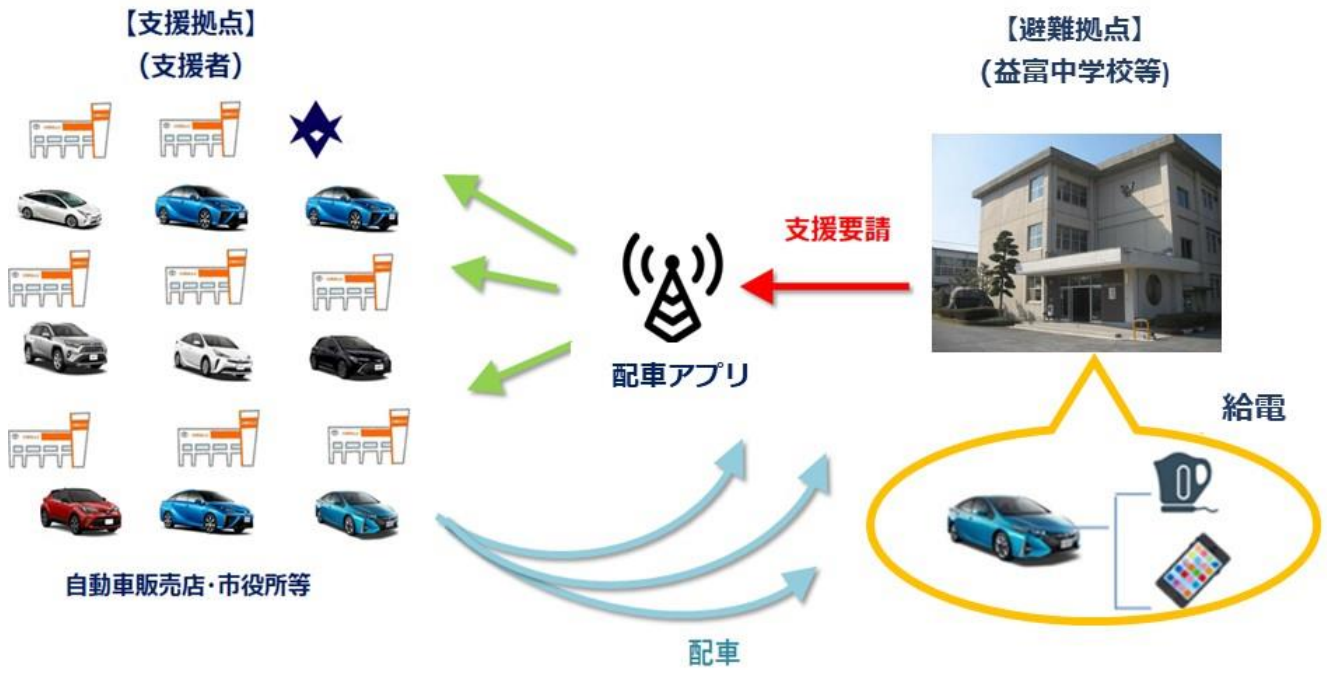 【支援拠点】
（支援者）
【避難拠点】
(益富中学校等)
支援要請
配車アプリ
給電
自動車販売店・市役所等
配車